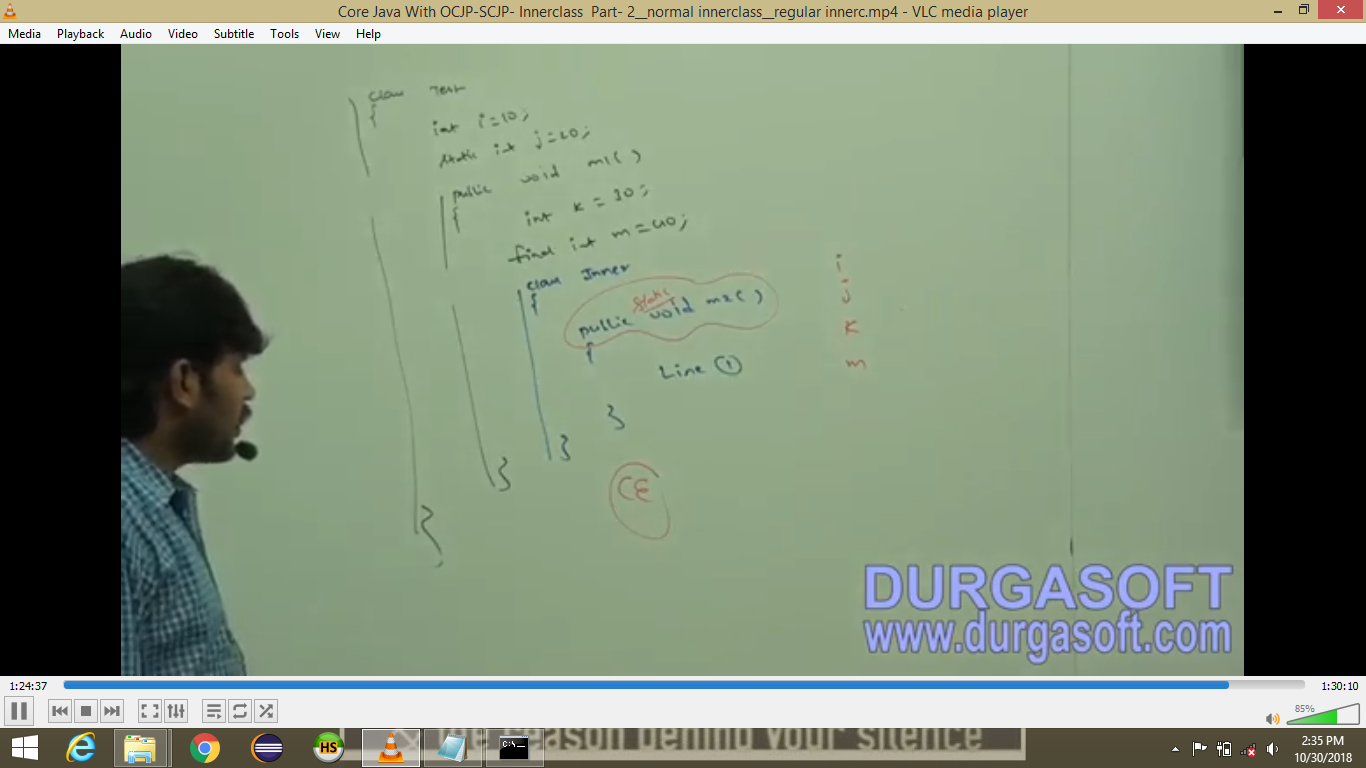 Core Java With OCJP-SCJP- Innerclass Part- 2__normal innerclass__regular innerc.mp4 - VLC media player
Media Playback Audio Video Subtitle Tools View Help
class Test
{
int i=10;
static int j=20;
public void m1( )
{
int k = 30;
final int m=40;
class Inner
{
static
public void m2( )
{
Line ①
}
}
}
}
i
j
k
m
CE
DURGASOFT
www.durgasoft.com
1:24:37
1:30:10
85%
HS
C:\
reason behind your silence
2:35 PM
10/30/2018